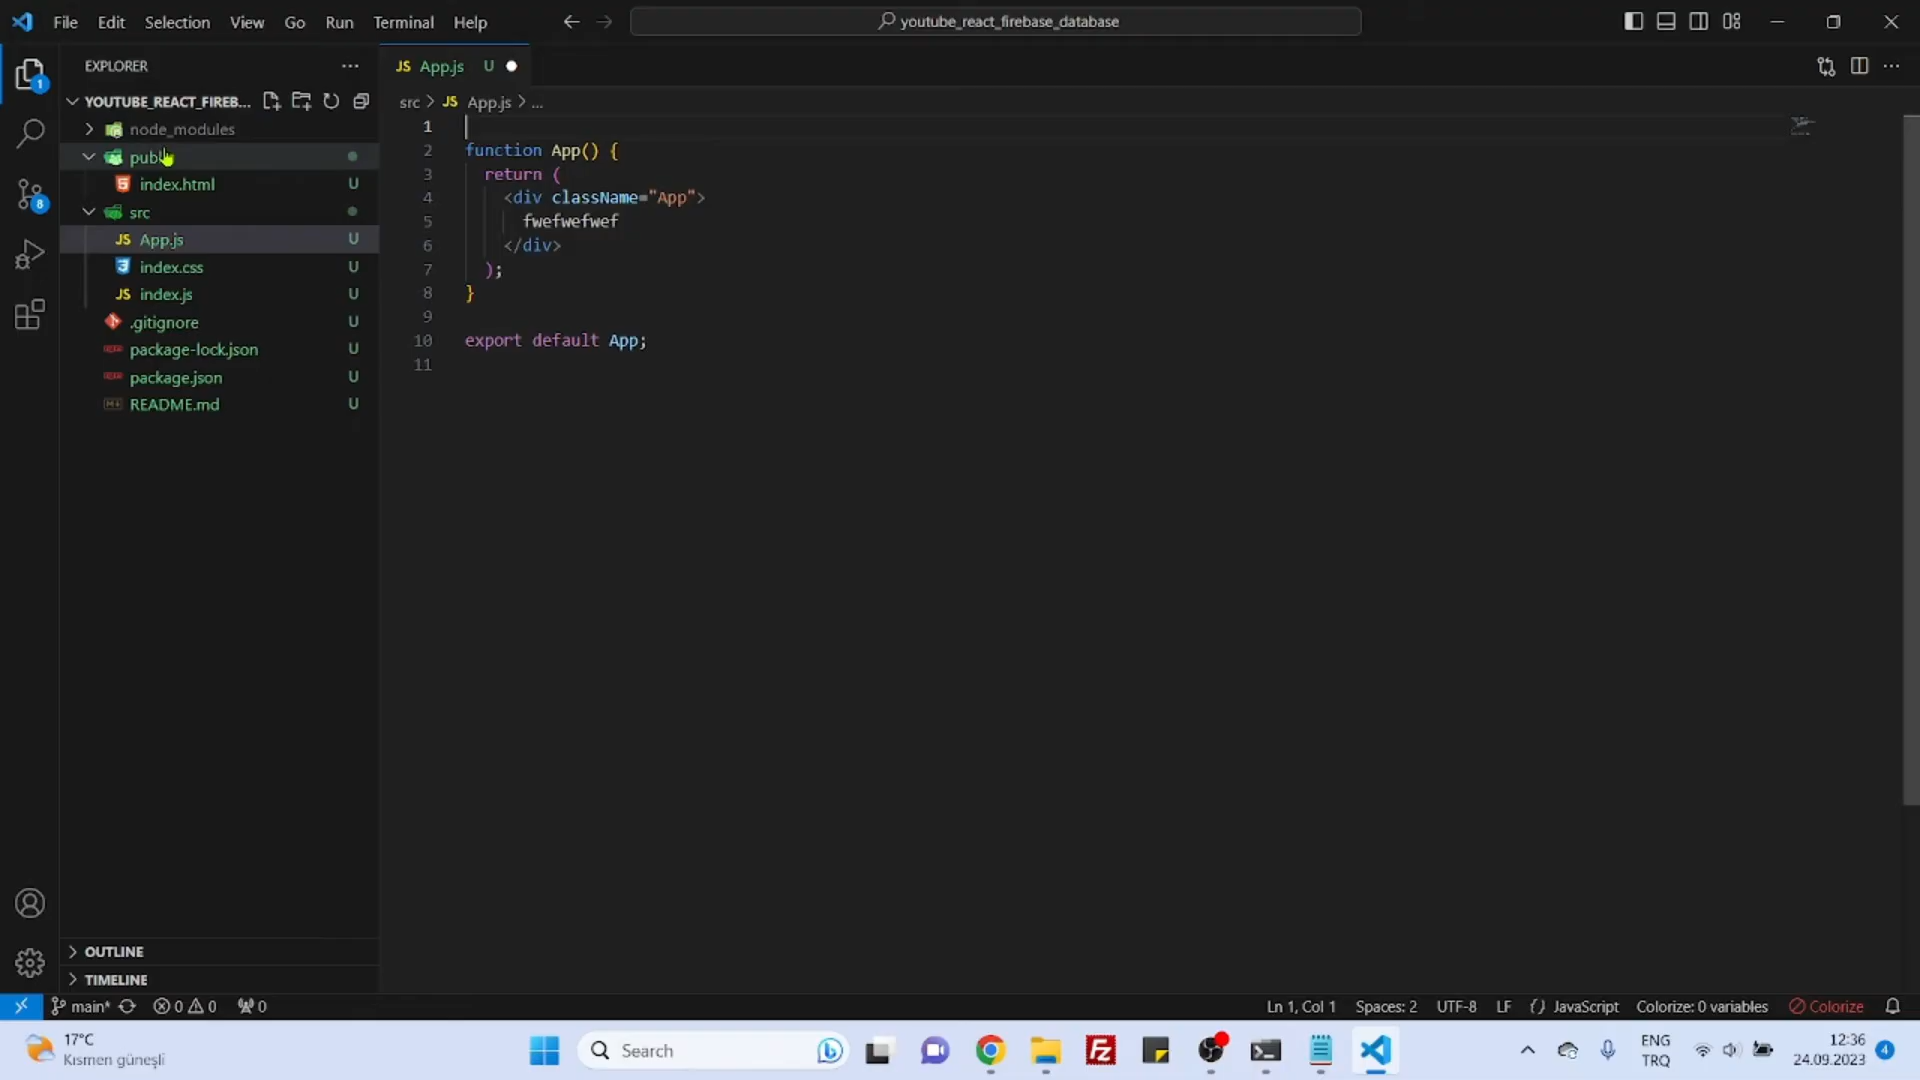 File Edit Selection View Go Run Terminal Help
youtube_react_firebase_database
EXPLORER
JS App.js U
YOUTUBE_REACT_FIREB...
src > JS App.js > ...
node_modules
index.html U
src
JS App.js U
index.css U
JS index.js U
.gitignore U
package-lock.json U
package.json U
README.md U
1
2 function App() {
3 return (
4 <div className="App">
5 fwefwefwef
6 </div>
7 );
8 }
9
10 export default App;
11
1
8
OUTLINE
TIMELINE
main* 0 0 0
Ln 1, Col 1 Spaces: 2 UTF-8 LF {} JavaScript Colorize: 0 variables Colorize
17°C
Kısmen güneşli
Search
ENG
TRQ
12:36
24.09.2023
4